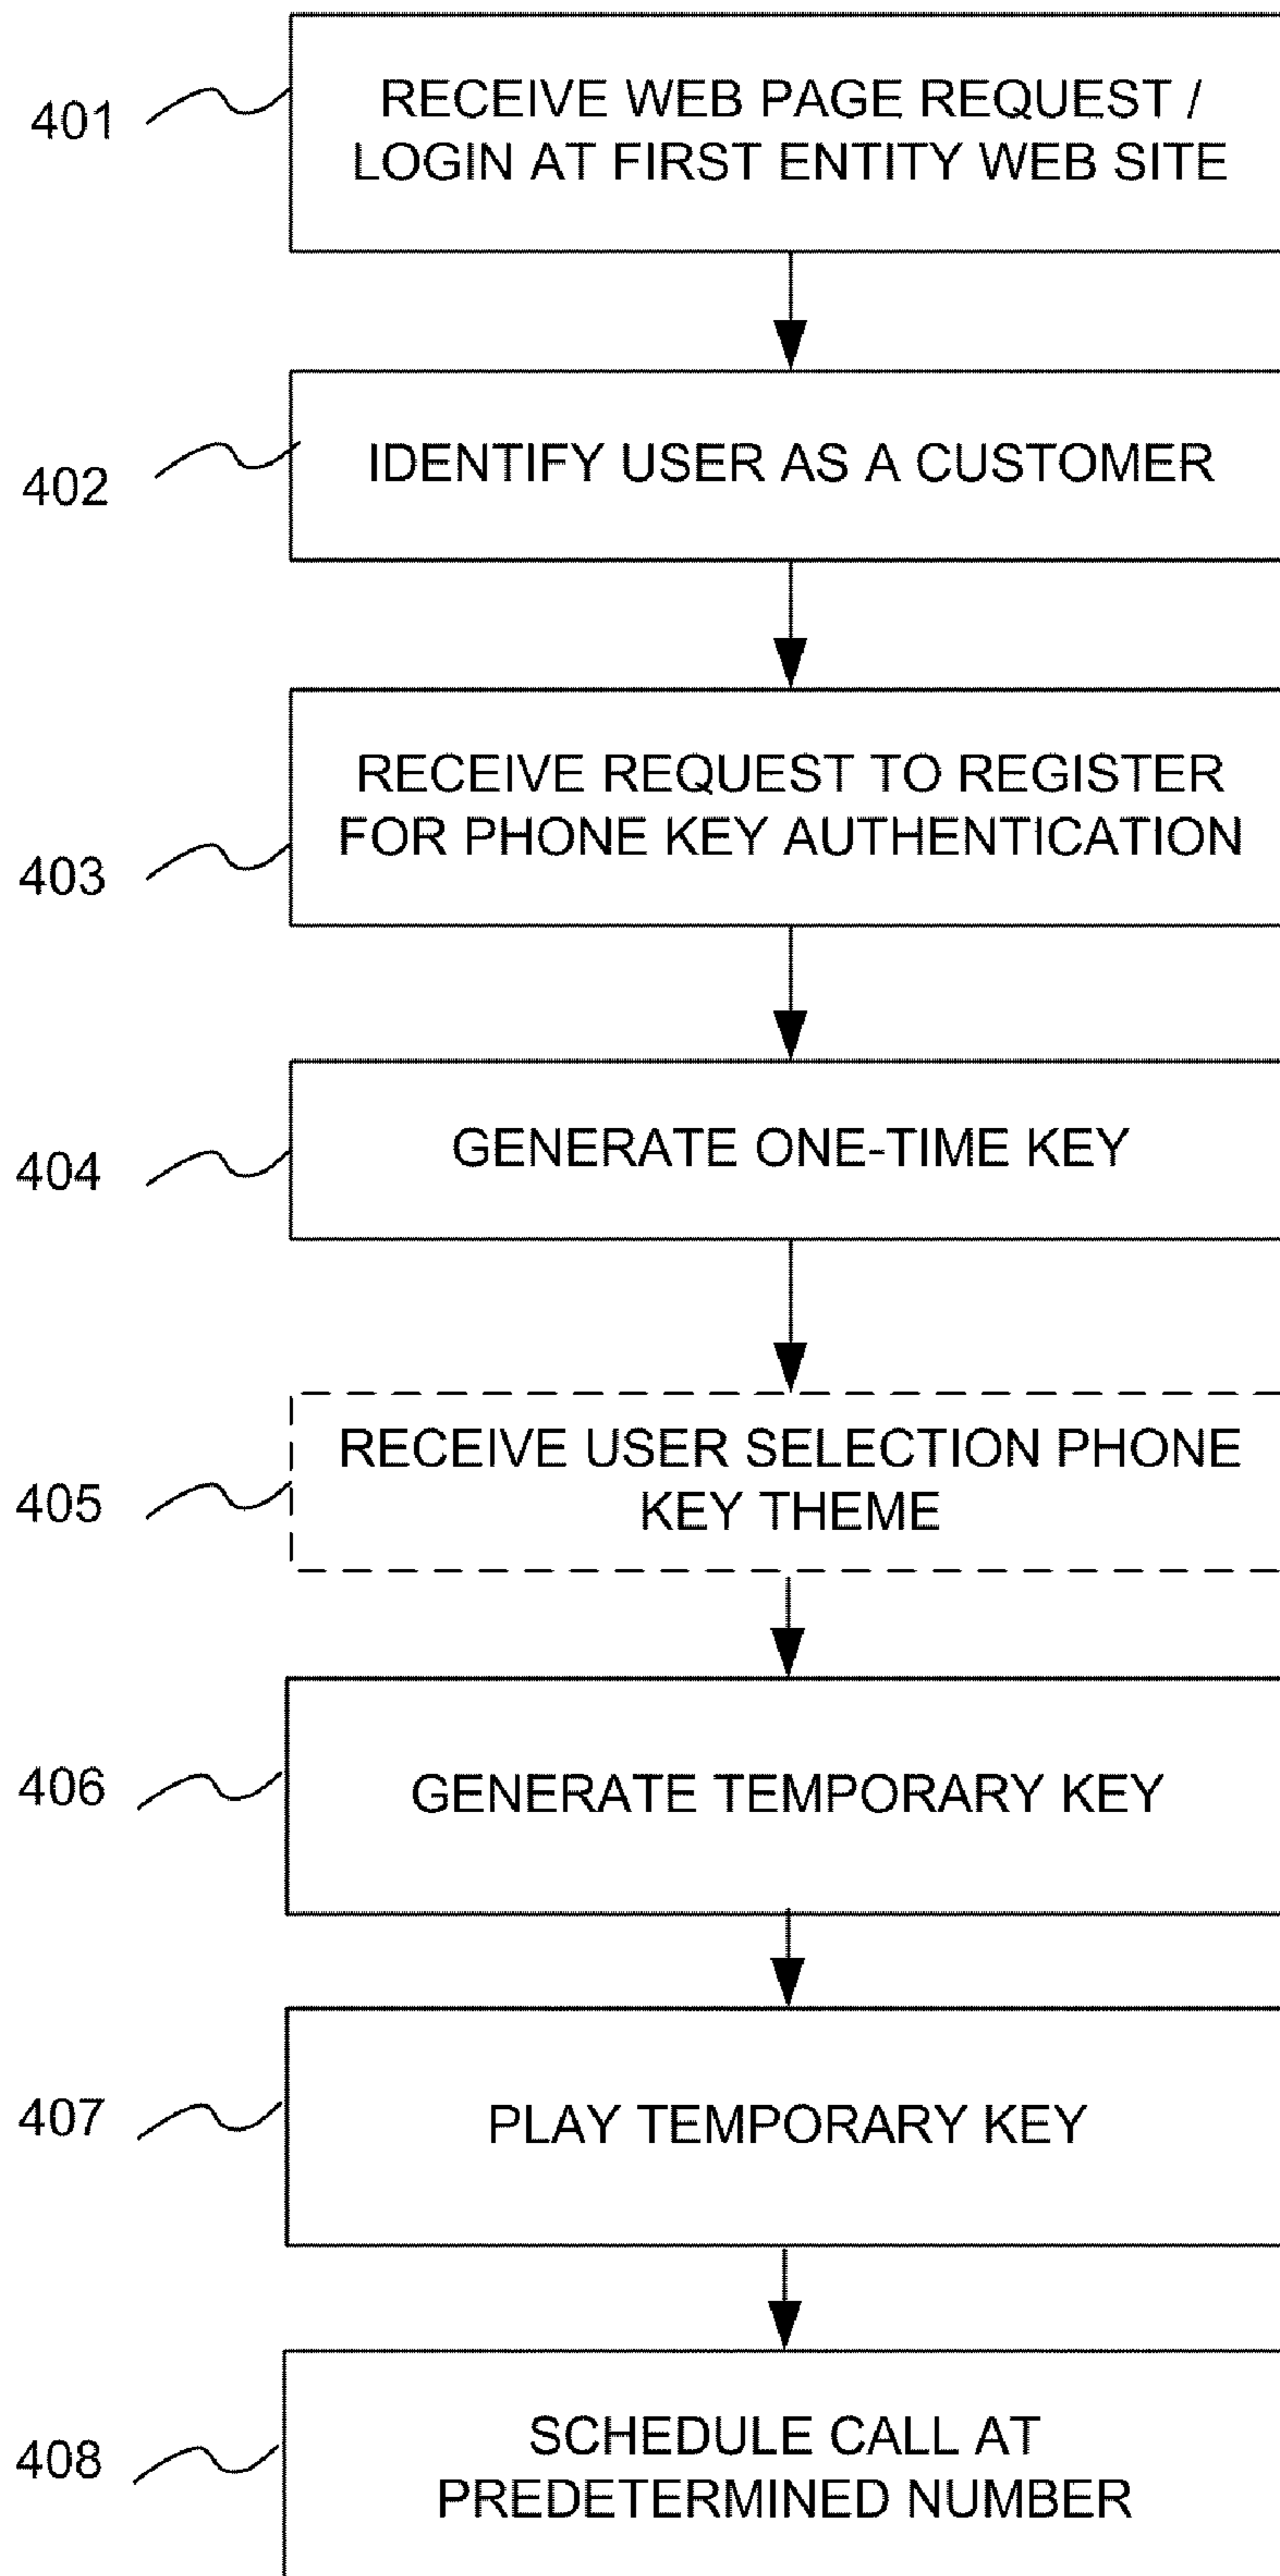 401
RECEIVE WEB PAGE REQUEST /
LOGIN AT FIRST ENTITY WEB SITE
402
IDENTIFY USER AS A CUSTOMER
403
RECEIVE REQUEST TO REGISTER
FOR PHONE KEY AUTHENTICATION
404
GENERATE ONE-TIME KEY
405
RECEIVE USER SELECTION PHONE
KEY THEME
406
GENERATE TEMPORARY KEY
407
PLAY TEMPORARY KEY
408
SCHEDULE CALL AT
PREDETERMINED NUMBER